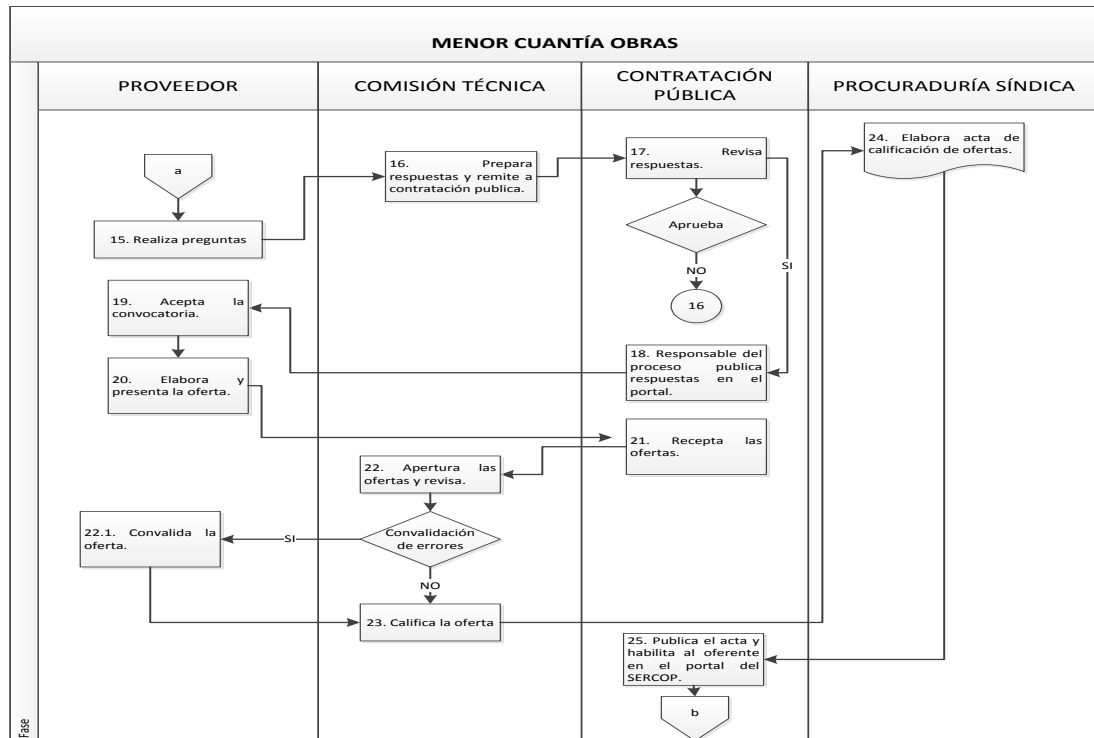 MENOR CUANTÍA OBRAS
PROVEEDOR
COMISIÓN TÉCNICA
CONTRATACIÓN
PÚBLICA
PROCURADURÍA SÍNDICA
a
15. Realiza preguntas
16. Prepara
respuestas y remite a
contratación publica.
17. Revisa
respuestas.
Aprueba
NO
SI
16
18. Responsable del
proceso publica
respuestas en el
portal.
19. Acepta la
convocatoria.
20. Elabora y
presenta la oferta.
21. Recepta las
ofertas.
22. Apertura las
ofertas y revisa.
Convalidación
de errores
SI
NO
22.1. Convalida la
oferta.
23. Califica la oferta
24. Elabora acta de
calificación de ofertas.
25. Publica el acta y
habilita al oferente
en el portal del
SERCOP.
b
Fase